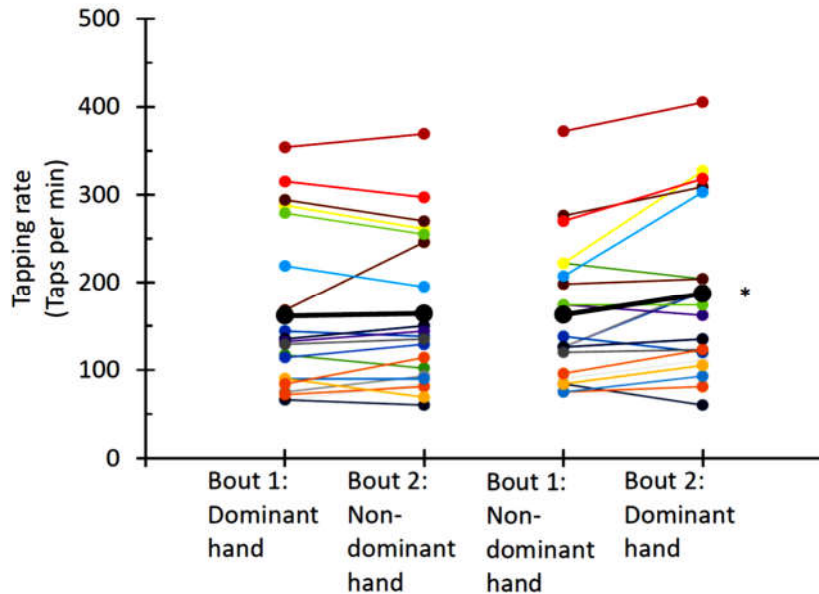 500
400
300
200
100
0
Tapping rate
(Taps per min)
*
Bout 1:
Dominant
hand
Bout 2:
Non-
dominant
hand
Bout 1:
Non-
dominant
hand
Bout 2:
Dominant
hand